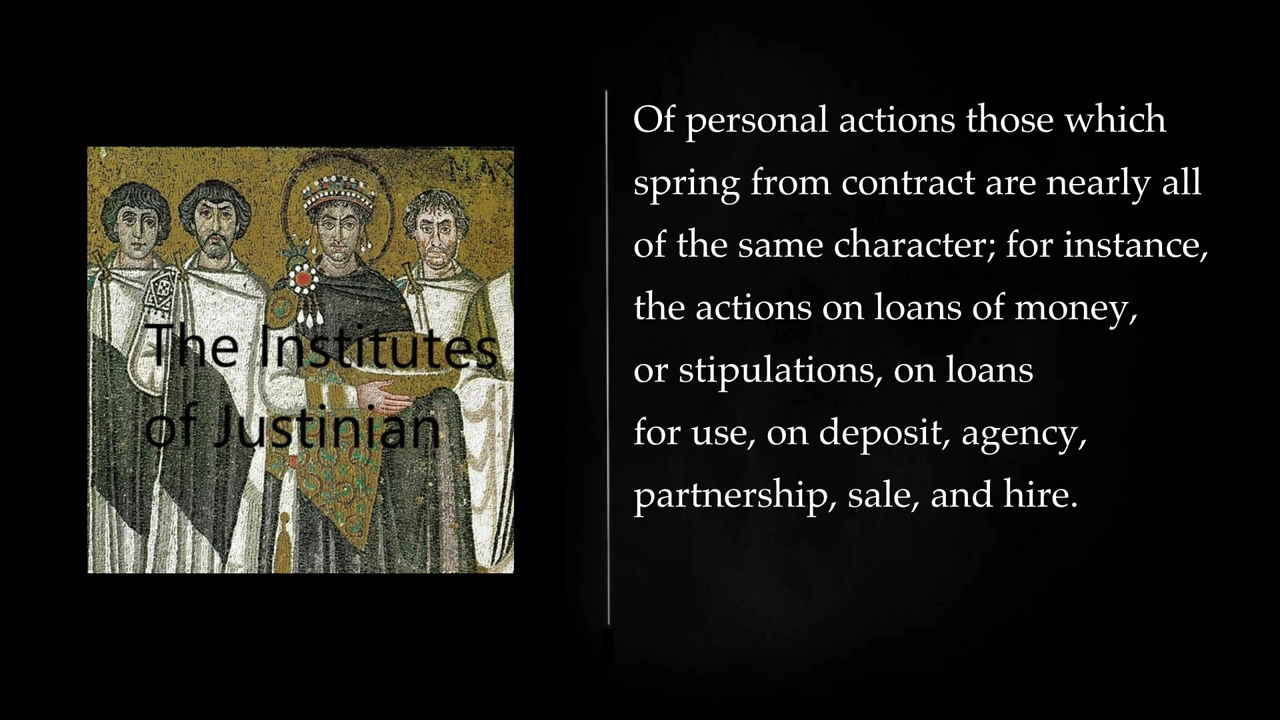 The Institutes
of Justinian
Of personal actions those which
spring from contract are nearly all
of the same character; for instance,
the actions on loans of money,
or stipulations, on loans
for use, on deposit, agency,
partnership, sale, and hire.